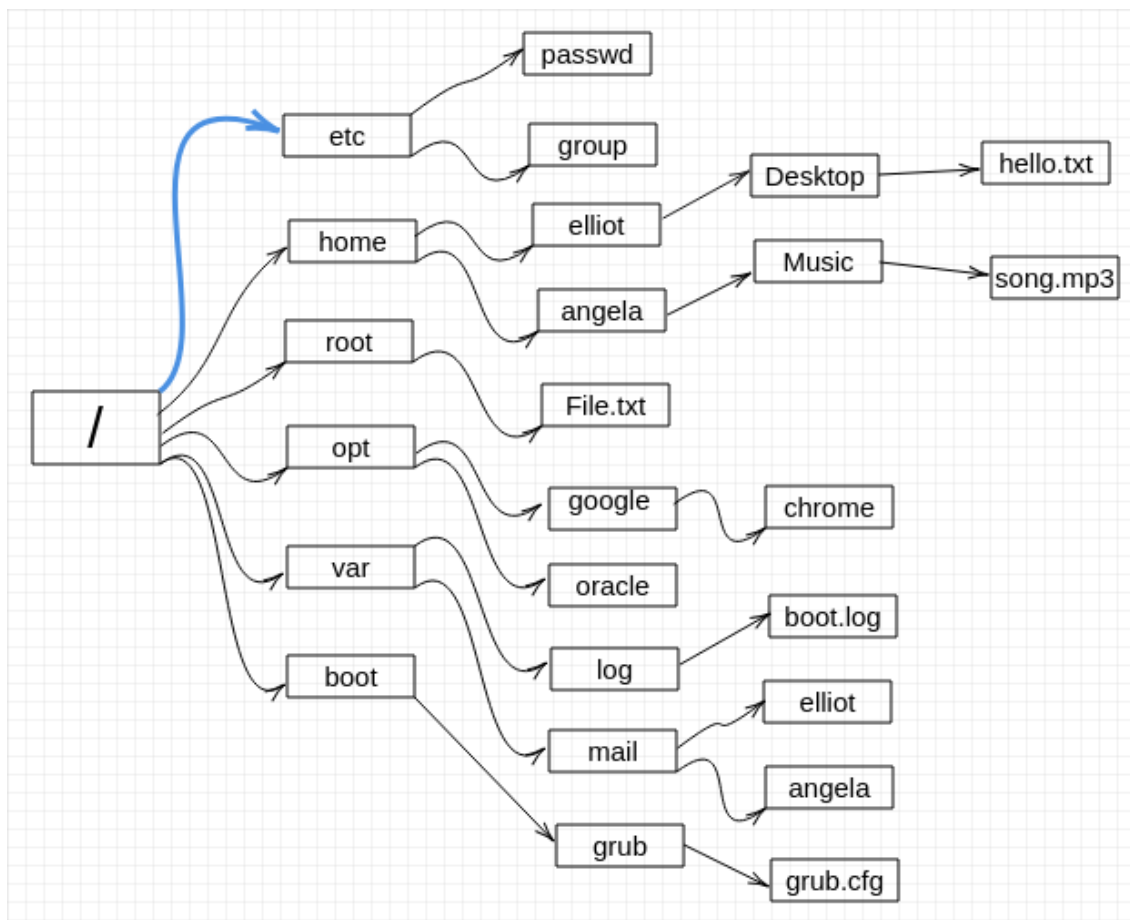 passwd
etc
group
Desktop
hello.txt
elliot
home
Music
song.mp3
angela
root
/
File.txt
opt
google
chrome
var
oracle
boot.log
log
boot
elliot
mail
angela
grub
grub.cfg